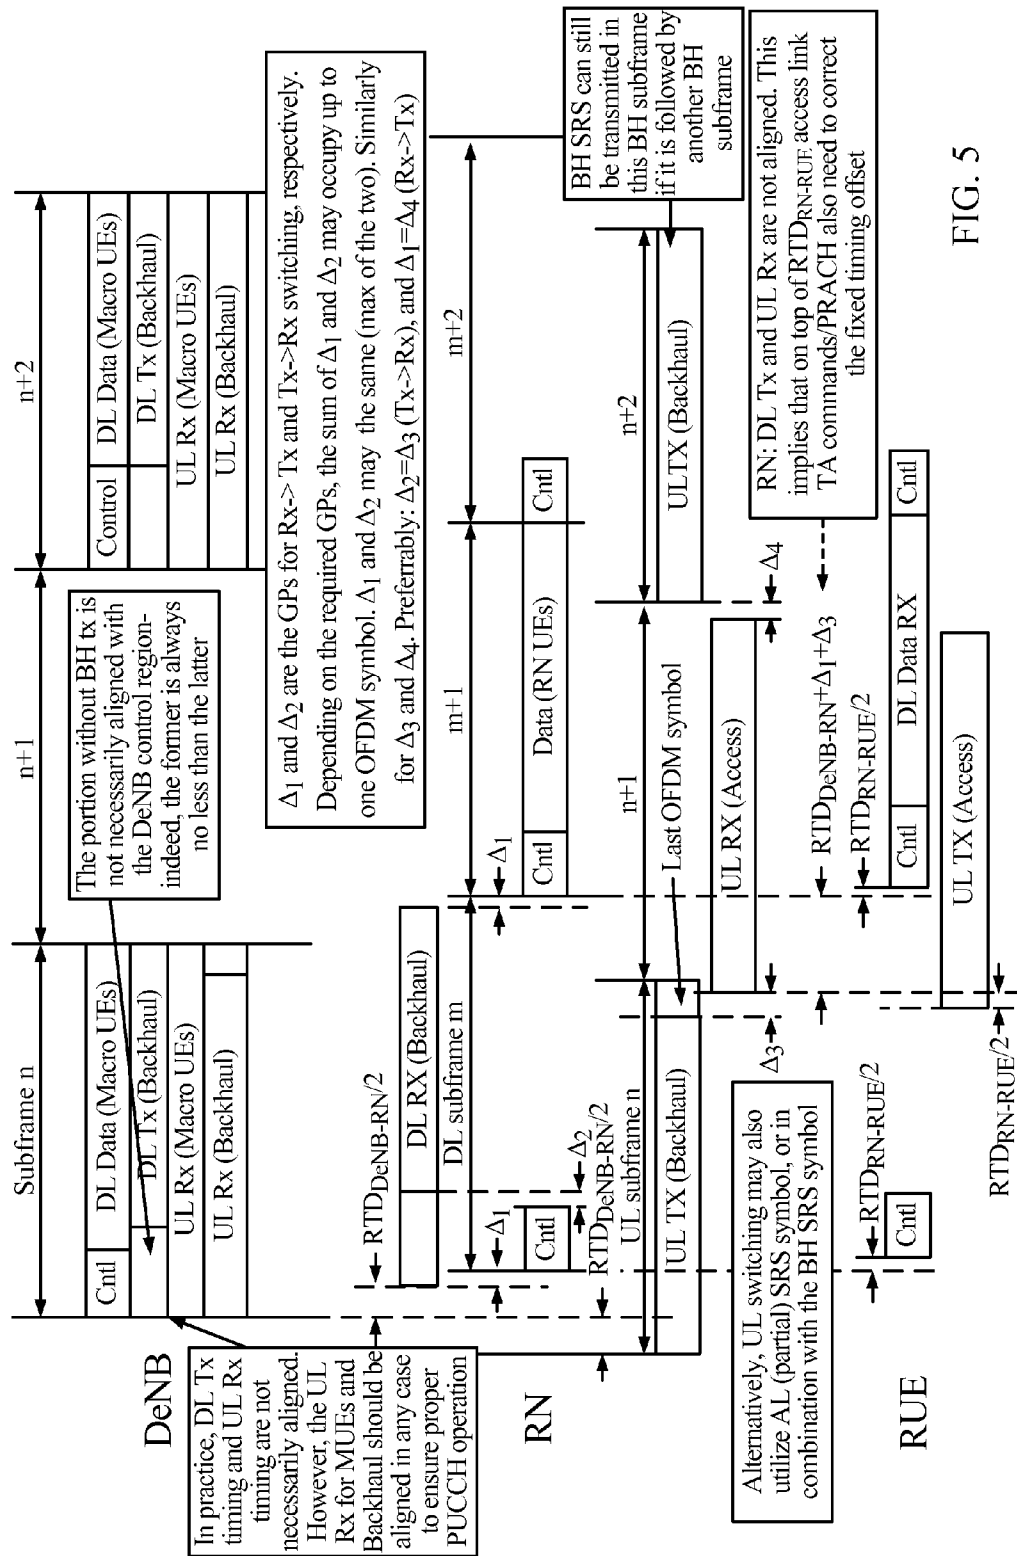 Subframe n
n+1
n+2
DeNB
Cntl
DL Data (Macro UEs)
DL Tx (Backhaul)
UL Rx (Macro UEs)
UL Rx (Backhaul)
Control
DL Data (Macro UEs)
DL Tx (Backhaul)
UL Rx (Macro UEs)
UL Rx (Backhaul)
The portion without BH tx is
not necessarily aligned with
the DeNB control region-
indeed, the former is always
no less than the latter
In practice, DL Tx
timing and UL Rx
timing are not
necessarily aligned.
However, the UL
Rx for MUEs and
Backhaul should be
aligned in any case
to ensure proper
PUCCH operation
Δ1 and Δ2 are the GPs for Rx-> Tx and Tx->Rx switching, respectively.
Depending on the required GPs, the sum of Δ1 and Δ2 may occupy up to
one OFDM symbol. Δ1 and Δ2 may the same (max of the two). Similarly
for Δ3 and Δ4. Preferrably: Δ2=Δ3 (Tx->Rx), and Δ1=Δ4 (Rx->Tx)
RTDDeNB-RN/2
DL RX (Backhaul)
DL subframe m
m+1
m+2
RN
Δ1
Cntl
Δ2
Δ1
Cntl
Data (RN UEs)
Cntl
RTDDeNB-RN/2
UL subframe n
n+1
n+2
UL TX (Backhaul)
Last OFDM symbol
UL TX (Backhaul)
BH SRS can still
be transmitted in
this BH subframe
if it is followed by
another BH
subframe
Δ3
UL RX (Access)
Δ4
Alternatively, UL switching may also
utilize AL (partial) SRS symbol, or in
combination with the BH SRS symbol
RTDDeNB-RN+Δ1+Δ3
RN: DL Tx and UL Rx are not aligned. This
implies that on top of RTDRN-RUE access link
TA commands/PRACH also need to correct
the fixed timing offset
RUE
RTDRN-RUE/2
Cntl
RTDRN-RUE/2
Cntl
DL Data RX
Cntl
UL TX (Access)
RTDRN-RUE/2
FIG. 5